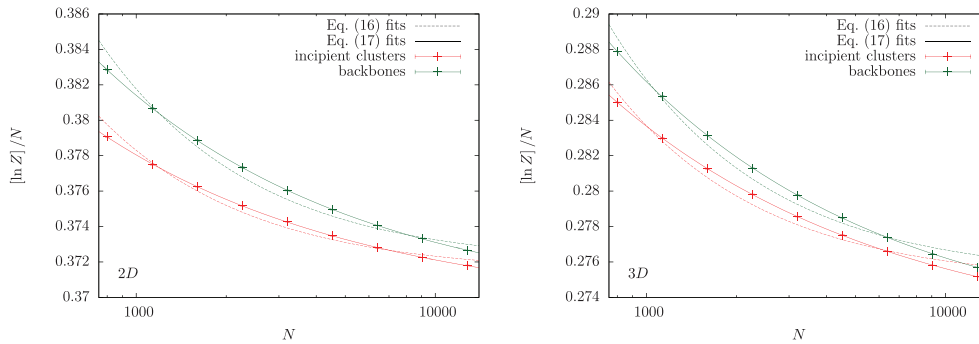 0.386
0.384
0.382
0.38
0.378
0.376
0.374
0.372
0.37
[ln Z] /N
Eq. (16) fits
Eq. (17) fits
incipient clusters
backbones
2D
1000
10000
N
0.29
0.288
0.286
0.284
0.282
0.28
0.278
0.276
0.274
[ln Z] /N
Eq. (16) fits
Eq. (17) fits
incipient clusters
backbones
3D
1000
10000
N